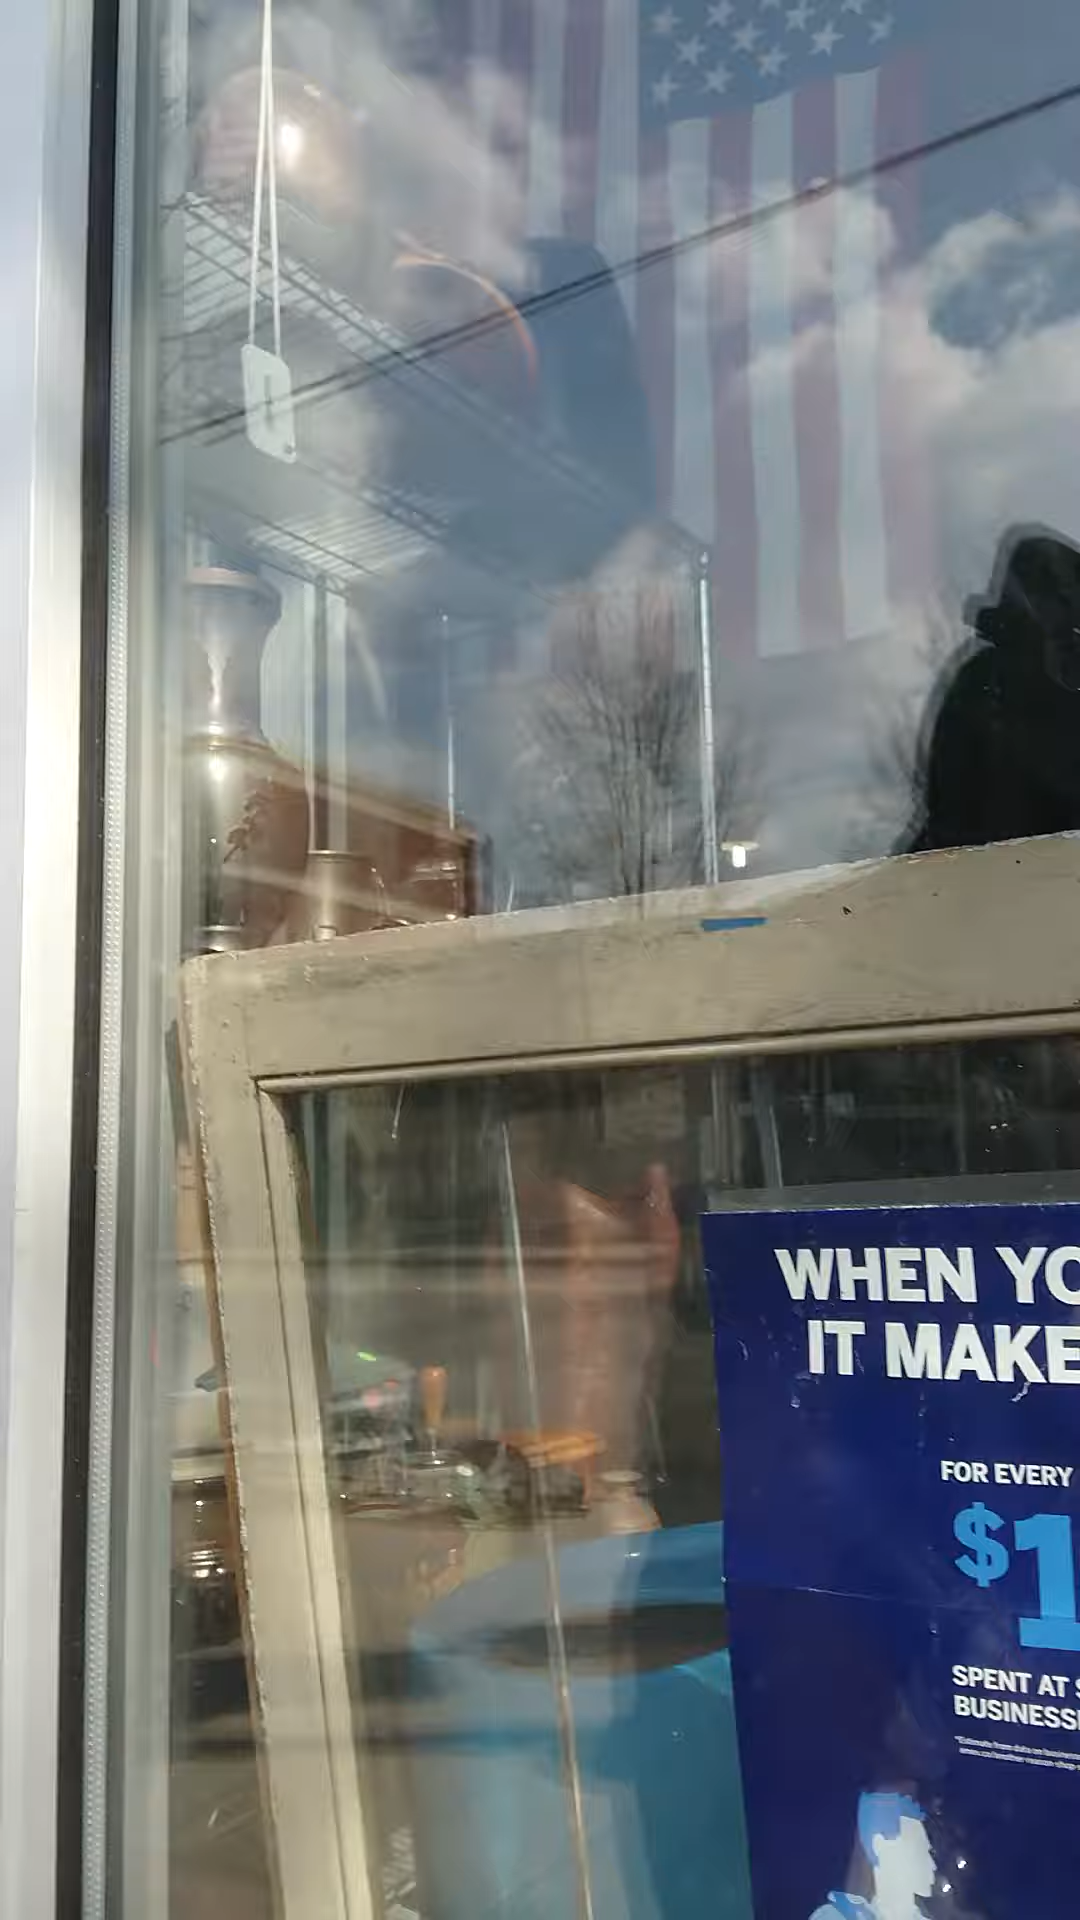 WHEN YO
IT MAKE
FOR EVERY
$1
SPENT AT S
BUSINESS